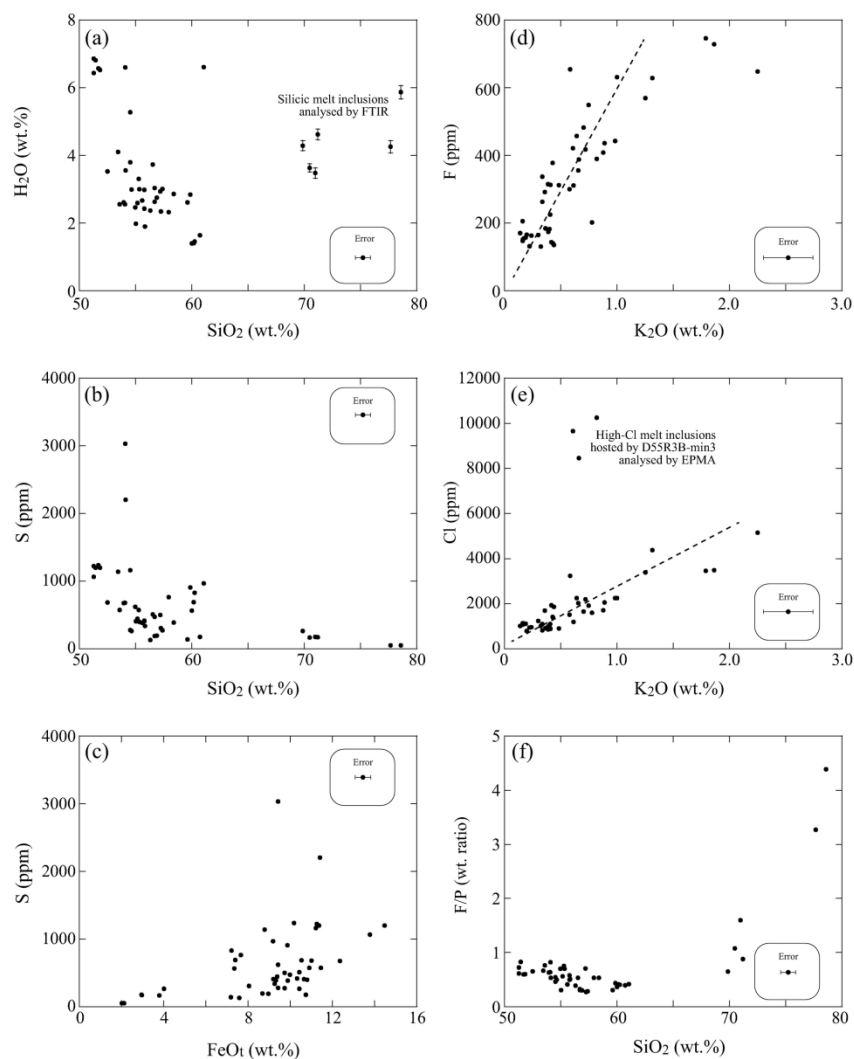 (a)
8
6
4
2
0
H₂O (wt.%)
Silicic melt inclusions
analysed by FTIR
Error
50 60 70 80
SiO₂ (wt.%)
(d)
800
600
400
200
0
F (ppm)
Error
0 1.0 2.0 3.0
K₂O (wt.%)
(b)
4000
3000
2000
1000
0
S (ppm)
Error
50 60 70 80
SiO₂ (wt.%)
(e)
12000
10000
8000
6000
4000
2000
0
Cl (ppm)
High-Cl melt inclusions
hosted by D55R3B-min3
analysed by EPMA
Error
0 1.0 2.0 3.0
K₂O (wt.%)
(c)
4000
3000
2000
1000
0
S (ppm)
Error
0 4 8 12 16
FeOt (wt.%)
(f)
5
4
3
2
1
0
F/P (wt. ratio)
Error
50 60 70 80
SiO₂ (wt.%)